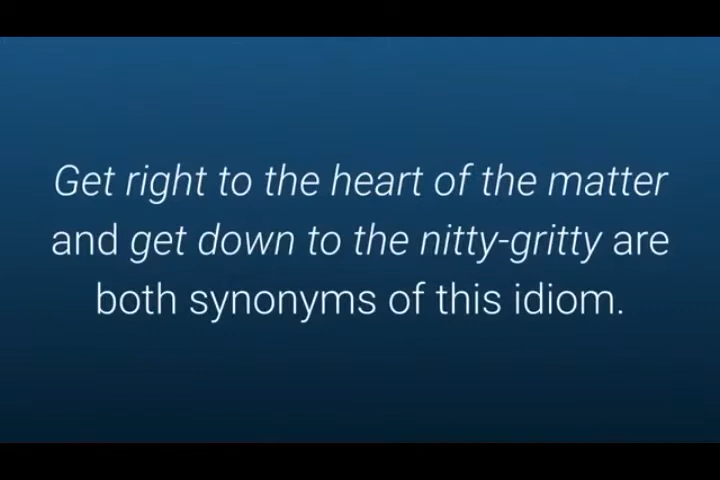 Get right to the heart of the matter
and get down to the nitty-gritty are
both synonyms of this idiom.